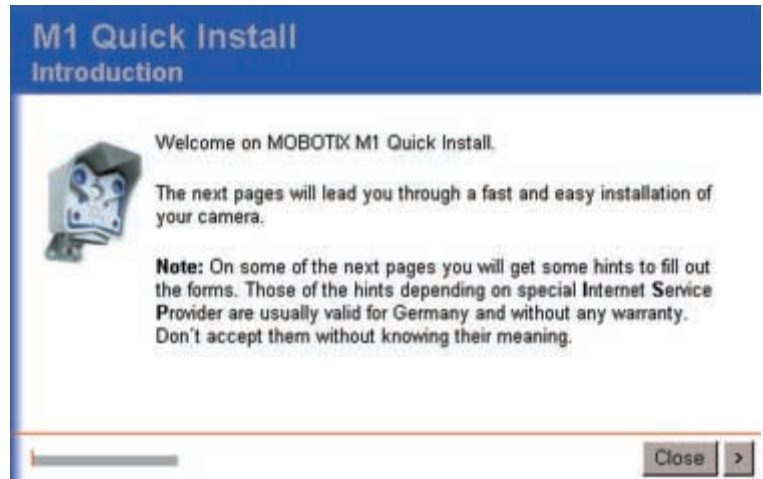 M1 Quick Install
Introduction
Welcome on MOBOTIX M1 Quick Install.
The next pages will lead you through a fast and easy installation of
your camera.
Note: On some of the next pages you will get some hints to fill out
the forms. Those of the hints depending on special Internet Service
Provider are usually valid for Germany and without any warranty.
Don't accept them without knowing their meaning.
Close >